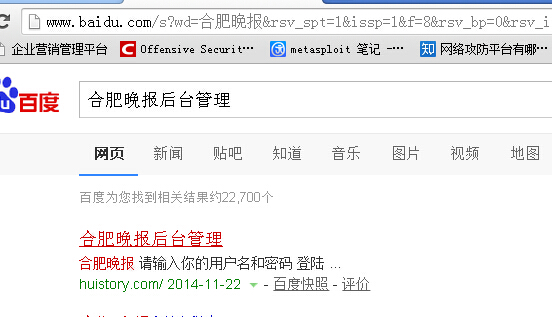 www.baidu.com/s?wd=合肥晚报&rsv_spt=1&issp=1&f=8&rsv_bp=0&rsv_i
企业营销管理平台 Offensive Securit... metasploit 笔记 -... 知 网络攻防平台有哪...
u 百度 合肥晚报后台管理
网页 新闻 贴吧 知道 音乐 图片 视频 地图
百度为您找到相关结果约22,700个
合肥晚报后台管理
合肥晚报 请输入你的用户名和密码 登陆 ...
huistory.com/ 2014-11-22 - 百度快照 - 评价